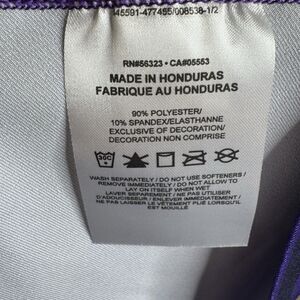 45591-477455/008538-1/2
RN#56323 • CA#05553
MADE IN HONDURAS
FABRIQUE AU HONDURAS
90% POLYESTER/
10% SPANDEX/ELASTHANNE
EXCLUSIVE OF DECORATION/
DECORATION NON COMPRISE
30C
WASH SEPARATELY / DO NOT USE SOFTENERS /
REMOVE IMMEDIATELY / DO NOT ALLOW TO
LAY ON ITSELF WHEN WET
LAVER SEPAREMENT / NE PAS UTILISER
D'ADOUCISSEUR / ENLEVER IMMEDIATEMENT /
NE PAS LAISSER LE VÊTEMENT PLIÉ LORSQU'IL
EST MOUILLE